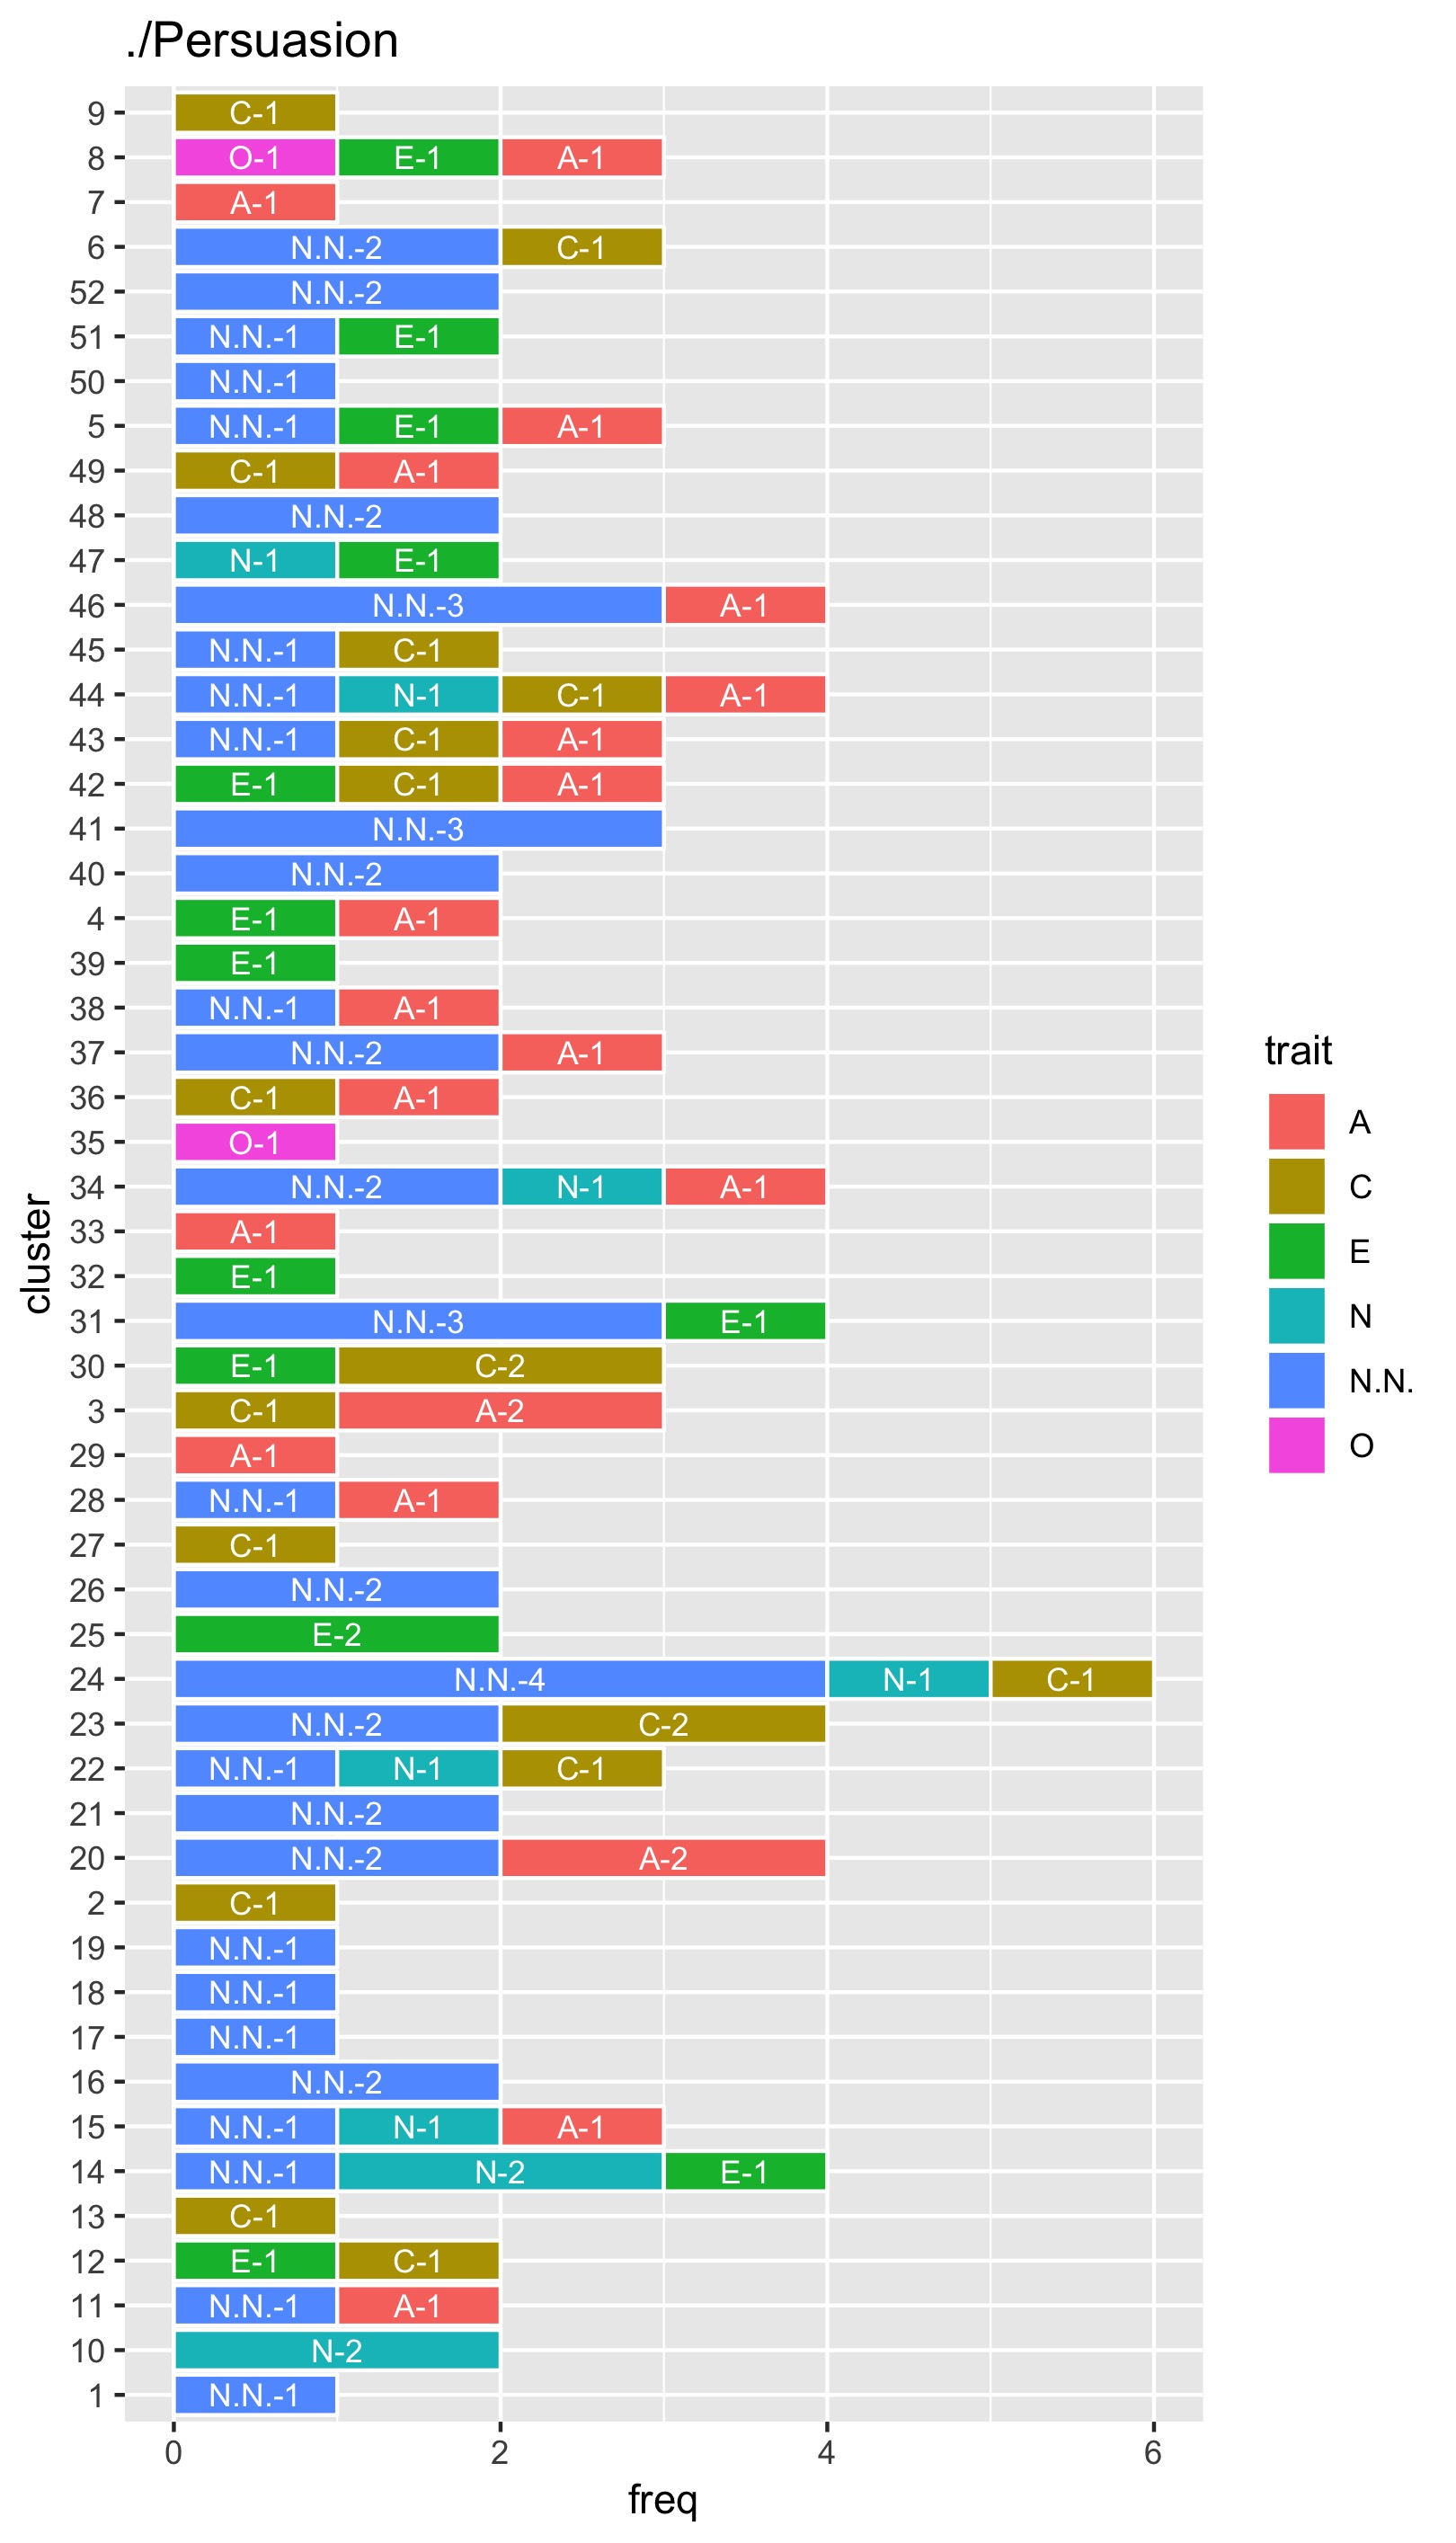 ./Persuasion
9 C-1
8 O-1 E-1 A-1
7 A-1
6 N.N.-2 C-1
52 N.N.-2
51 N.N.-1 E-1
50 N.N.-1
5 N.N.-1 E-1 A-1
49 C-1 A-1
48 N.N.-2
47 N-1 E-1
46 N.N.-3 A-1
45 N.N.-1 C-1
44 N.N.-1 N-1 C-1 A-1
43 N.N.-1 C-1 A-1
42 E-1 C-1 A-1
41 N.N.-3
40 N.N.-2
4 E-1 A-1
39 E-1
38 N.N.-1 A-1
37 N.N.-2 A-1
36 C-1 A-1
35 O-1
34 N.N.-2 N-1 A-1
33 A-1
32 E-1
31 N.N.-3 E-1
30 E-1 C-2
3 C-1 A-2
29 A-1
28 N.N.-1 A-1
27 C-1
26 N.N.-2
25 E-2
24 N.N.-4 N-1 C-1
23 N.N.-2 C-2
22 N.N.-1 N-1 C-1
21 N.N.-2
20 N.N.-2 A-2
2 C-1
19 N.N.-1
18 N.N.-1
17 N.N.-1
16 N.N.-2
15 N.N.-1 N-1 A-1
14 N.N.-1 N-2 E-1
13 C-1
12 E-1 C-1
11 N.N.-1 A-1
10 N-2
1 N.N.-1
0 2 4 6
freq
cluster
trait
A
C
E
N
N.N.
O